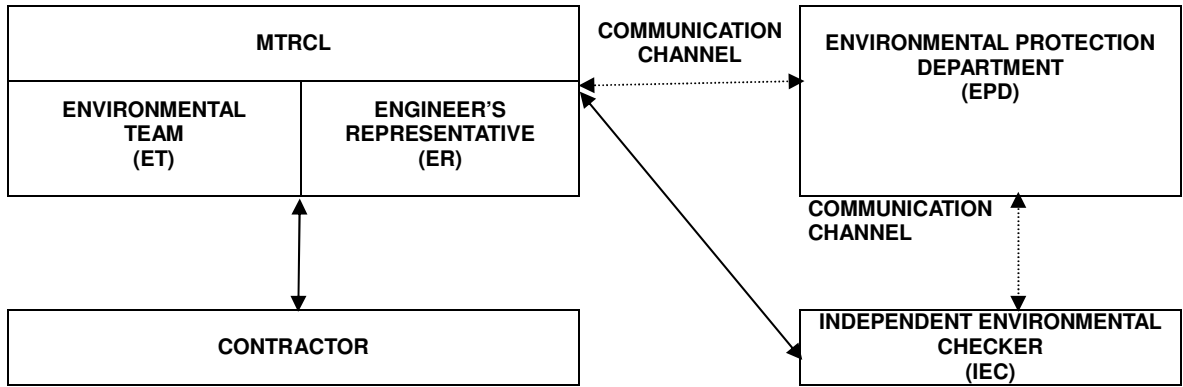 MTRCL
ENVIRONMENTAL
TEAM
(ET)
ENGINEER'S
REPRESENTATIVE
(ER)
COMMUNICATION
CHANNEL
ENVIRONMENTAL PROTECTION
DEPARTMENT
(EPD)
COMMUNICATION
CHANNEL
CONTRACTOR
INDEPENDENT ENVIRONMENTAL
CHECKER
(IEC)